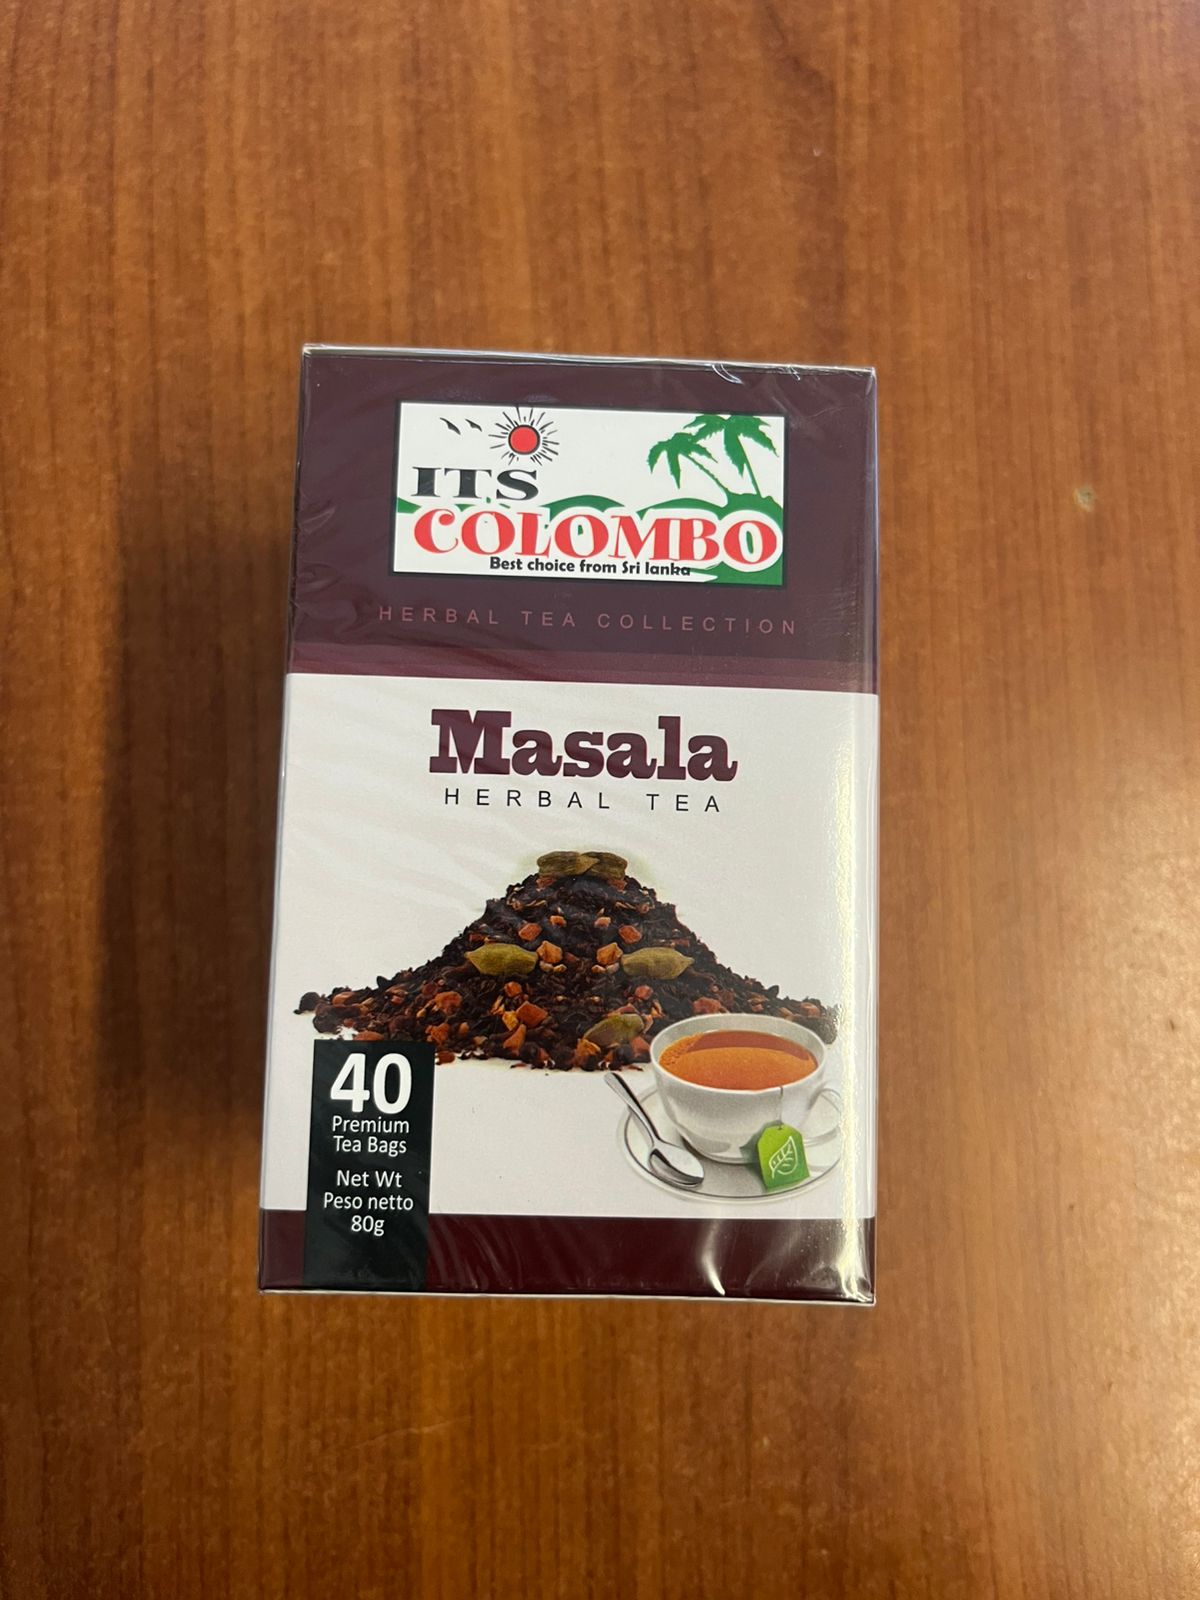 ITS
COLOMBO
Best choice from Sri lanka
HERBAL TEA COLLECTION
Masala
HERBAL TEA
40
Premium
Tea Bags
Net Wt
Peso netto
80g